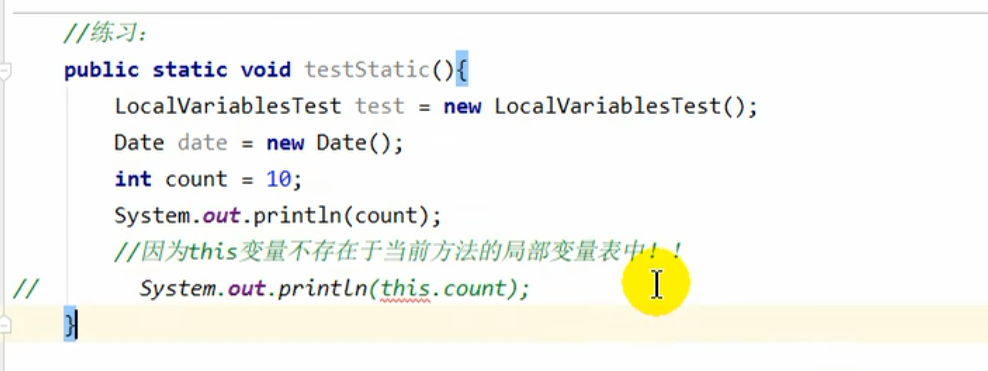 //练习：
public static void testStatic(){
LocalVariablesTest test = new LocalVariablesTest();
Date date = new Date();
int count = 10;
System.out.println(count);
//因为this变量不存在于当前方法的局部变量表中！！
// System.out.println(this.count);
}